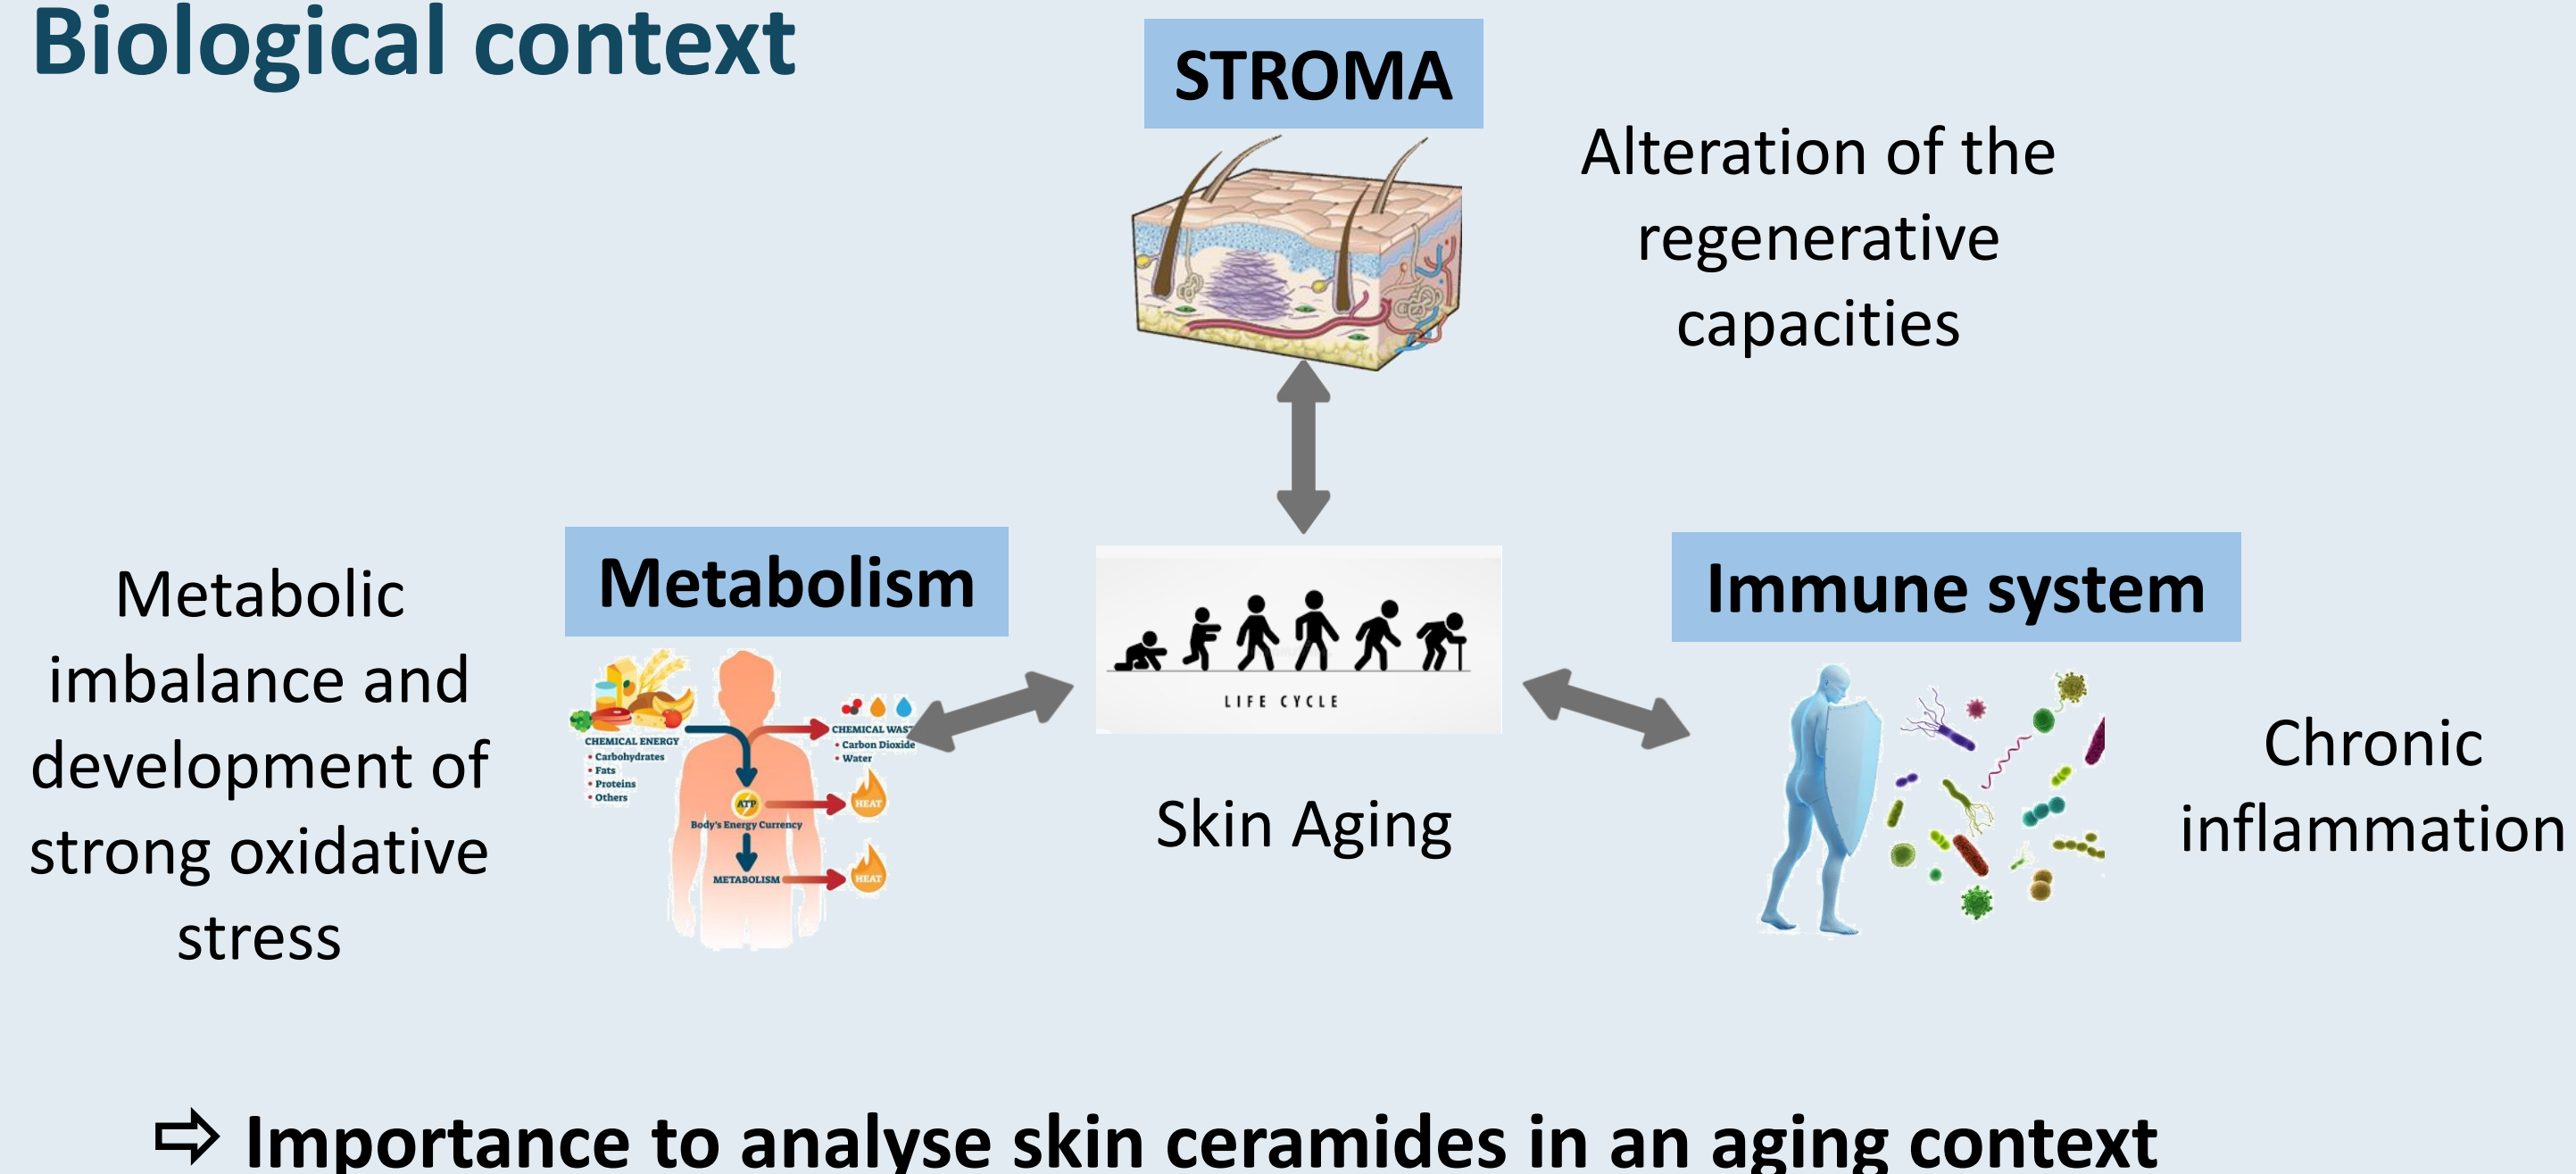 Biological context
STROMA
Alteration of the
regenerative
capacities
Metabolic
imbalance and
development of
strong oxidative
stress
Metabolism
CHEMICAL ENERGY
• Carbohydrates
• Fats
• Proteins
• Others
CHEMICAL WAS
• Carbon Dioxide
• Water
ATP
HEAT
Body's Energy Currency
METABOLISM
HEAT
LIFE CYCLE
Skin Aging
Immune system
Chronic
inflammation
⇨ Importance to analyse skin ceramides in an aging context